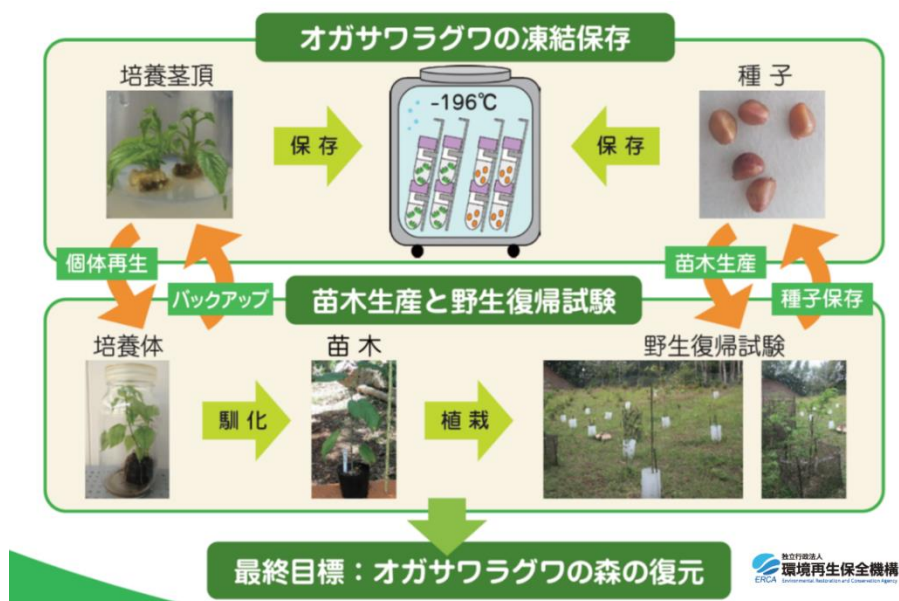 オガサワラグワの凍結保存
培養茎頂
種子
-196℃
保存
保存
個体再生
バックアップ
苗木生産
種子保存
苗木生産と野生復帰試験
培養体
苗木
野生復帰試験
馴化
植栽
最終目標：オガサワラグワの森の復元
独立行政法人
環境再生保全機構
ERCA
Environmental Restoration and Conservation Agency